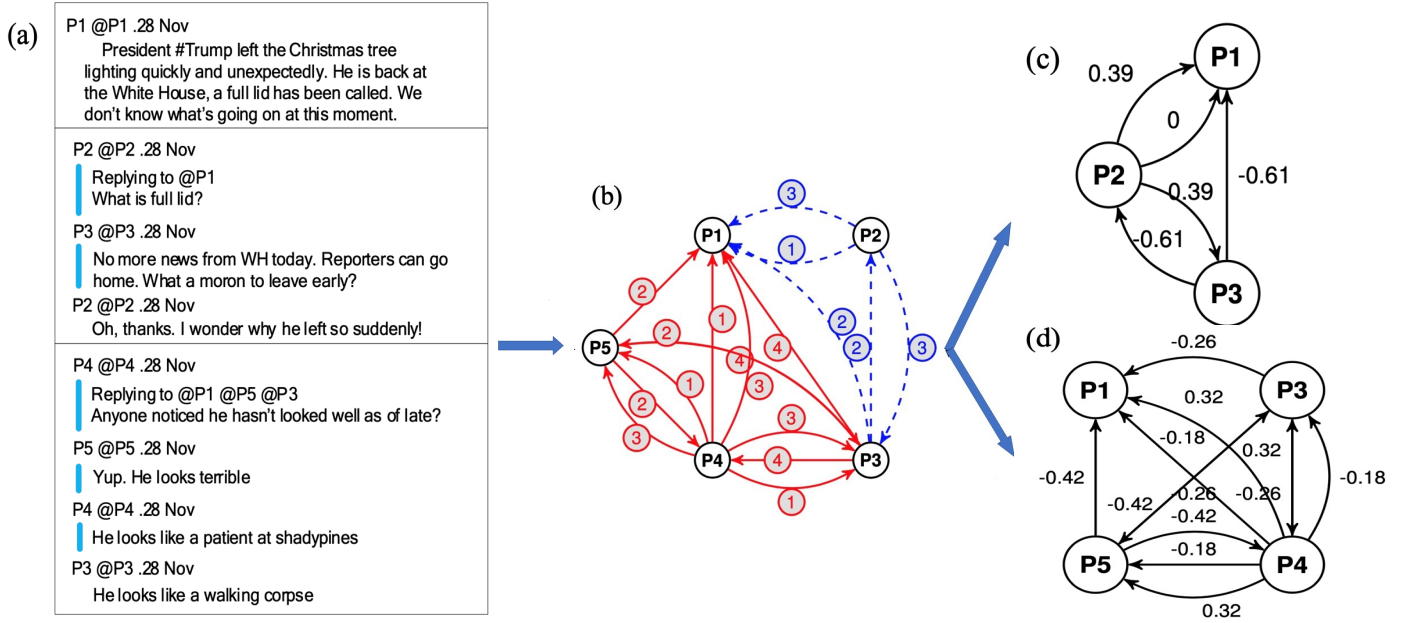 (a)
P1 @P1 .28 Nov
President #Trump left the Christmas tree
lighting quickly and unexpectedly. He is back at
the White House, a full lid has been called. We
don't know what's going on at this moment.
P2 @P2 .28 Nov
Replying to @P1
What is full lid?
P3 @P3 .28 Nov
No more news from WH today. Reporters can go
home. What a moron to leave early?
P2 @P2 .28 Nov
Oh, thanks. I wonder why he left so suddenly!
P4 @P4 .28 Nov
Replying to @P1 @P5 @P3
Anyone noticed he hasn't looked well as of late?
P5 @P5 .28 Nov
Yup. He looks terrible
P4 @P4 .28 Nov
He looks like a patient at shadypines
P3 @P3 .28 Nov
He looks like a walking corpse
(b)
3
P1
P2
1
2
1
2
2
2
3
4
4
P5
1
3
2
3
3
P4
4
P3
1
(c)
P1
0.39
0
P2
0.39
-0.61
-0.61
P3
(d)
-0.26
P1
0.32
P3
-0.18
0.32
-0.42
-0.42
-0.26
-0.26
-0.18
-0.42
P5
-0.18
P4
0.32